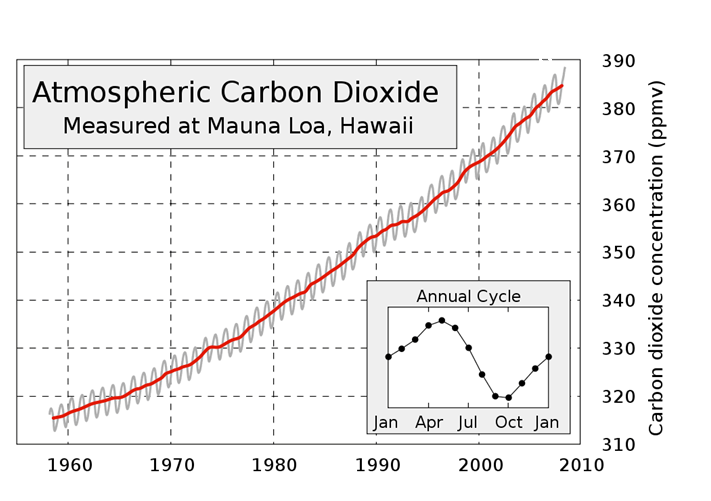 Atmospheric Carbon Dioxide
Measured at Mauna Loa, Hawaii
390
380
370
360
350
340
330
320
310
Carbon dioxide concentration (ppmv)
Annual Cycle
Jan Apr Jul Oct Jan
1960 1970 1980 1990 2000 2010